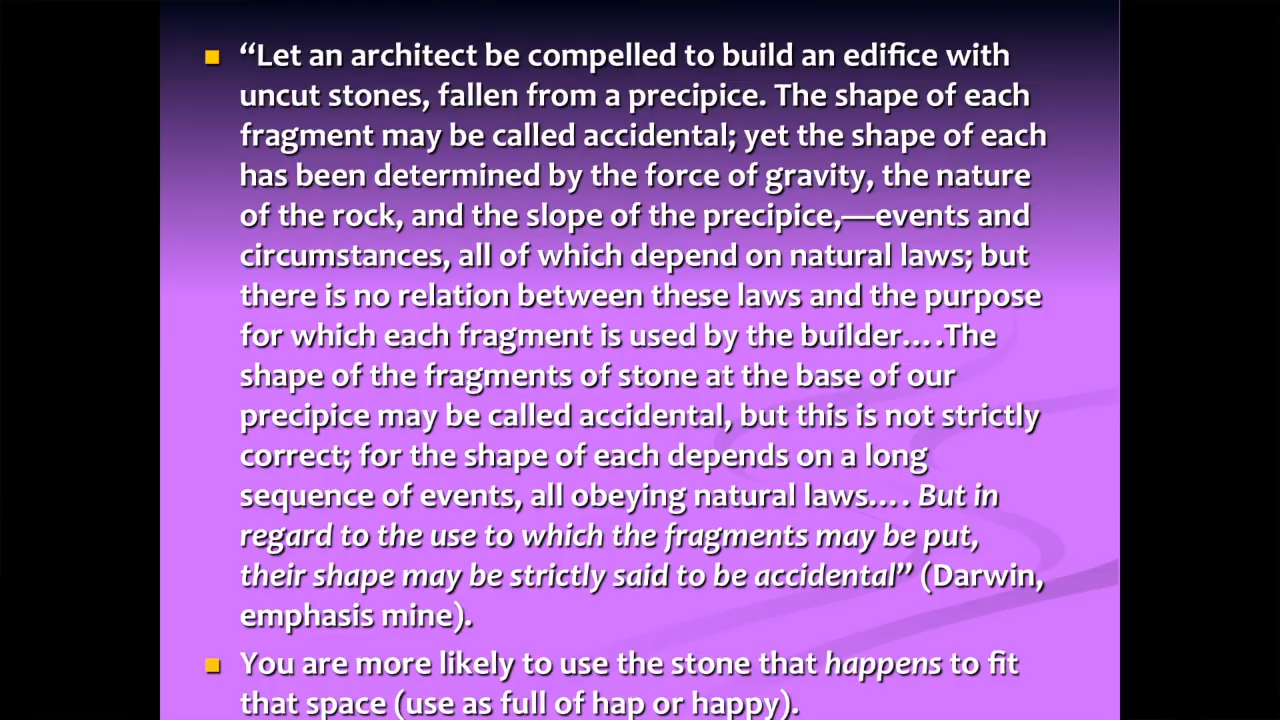 “Let an architect be compelled to build an edifice with
uncut stones, fallen from a precipice. The shape of each
fragment may be called accidental; yet the shape of each
has been determined by the force of gravity, the nature
of the rock, and the slope of the precipice,—events and
circumstances, all of which depend on natural laws; but
there is no relation between these laws and the purpose
for which each fragment is used by the builder….The
shape of the fragments of stone at the base of our
precipice may be called accidental, but this is not strictly
correct; for the shape of each depends on a long
sequence of events, all obeying natural laws…. But in
regard to the use to which the fragments may be put,
their shape may be strictly said to be accidental” (Darwin,
emphasis mine).
You are more likely to use the stone that happens to fit
that space (use as full of hap or happy).